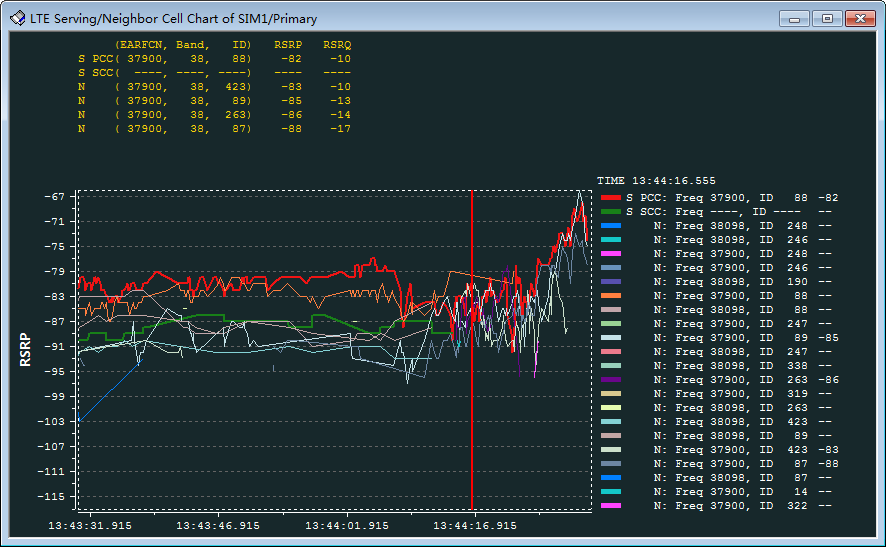 LTE Serving/Neighbor Cell Chart of SIM1/Primary
(EARFCN, Band, ID) RSRP RSRQ
S PCC( 37900, 38, 88) -82 -10
S SCC( ----, ----, ----) ---- ----
N ( 37900, 38, 423) -83 -10
N ( 37900, 38, 89) -85 -13
N ( 37900, 38, 263) -86 -14
N ( 37900, 38, 87) -88 -17
TIME 13:44:16.555
S PCC: Freq 37900, ID 88 -82
S SCC: Freq ----, ID ---- --
N: Freq 38098, ID 248 --
N: Freq 38098, ID 246 --
N: Freq 37900, ID 248 --
N: Freq 37900, ID 246 --
N: Freq 38098, ID 190 --
N: Freq 37900, ID 88 --
N: Freq 38098, ID 88 --
N: Freq 37900, ID 247 --
N: Freq 37900, ID 89 -85
N: Freq 38098, ID 247 --
N: Freq 37900, ID 338 --
N: Freq 37900, ID 263 -86
N: Freq 37900, ID 319 --
N: Freq 38098, ID 263 --
N: Freq 38098, ID 423 --
N: Freq 38098, ID 89 --
N: Freq 37900, ID 423 -83
N: Freq 37900, ID 87 -88
N: Freq 38098, ID 87 --
N: Freq 37900, ID 14 --
N: Freq 37900, ID 322 --
RSRP
-67
-71
-75
-79
-83
-87
-91
-95
-99
-103
-107
-111
-115
13:43:31.915 13:43:46.915 13:44:01.915 13:44:16.915